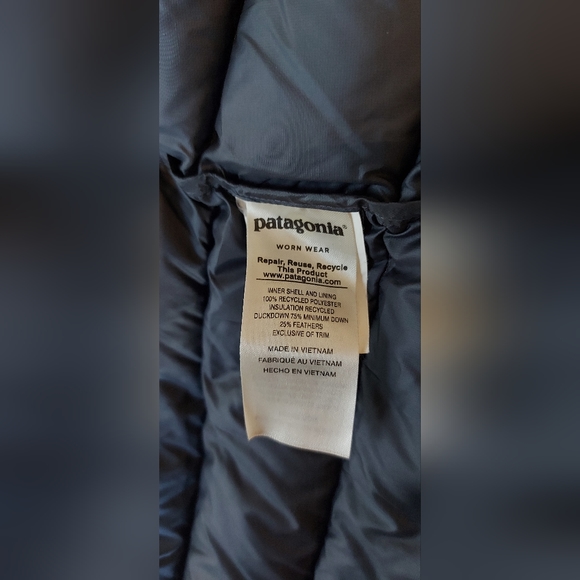 patagonia®
WORN WEAR
Repair, Reuse, Recycle
This Product
www.patagonia.com
INNER SHELL AND LINING
100% RECYCLED POLYESTER
INSULATION RECYCLED
DUCKDOWN 75% MINIMUM DOWN
25% FEATHERS
EXCLUSIVE OF TRIM
MADE IN VIETNAM
FABRIQUÉ AU VIETNAM
HECHO EN VIETNAM